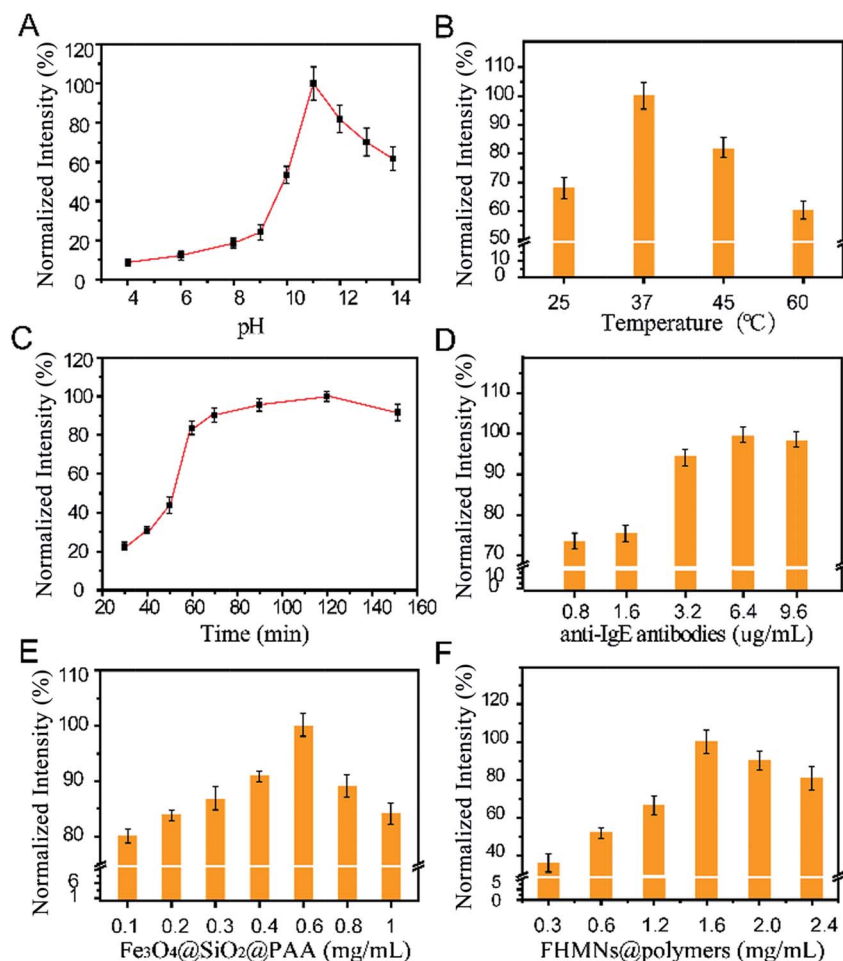 A
Normalized Intensity (%)
120
100
80
60
40
20
0
4 6 8 10 12 14
pH
B
Normalized Intensity (%)
110
100
90
80
70
60
50
10
0
25 37 45 60
Temperature (℃)
C
Normalized Intensity (%)
120
100
80
60
40
20
0
20 40 60 80 100 120 140 160
Time (min)
D
Normalized Intensity (%)
110
100
90
80
70
10
0
0.8 1.6 3.2 6.4 9.6
anti-IgE antibodies (ug/mL)
E
Normalized Intensity (%)
110
100
90
80
6
1
0.1 0.2 0.3 0.4 0.6 0.8 1
Fe₃O₄@SiO₂@PAA (mg/mL)
F
Normalized Intensity (%)
120
100
80
60
40
5
0
0.3 0.6 1.2 1.6 2.0 2.4
FHMNs@polymers (mg/mL)